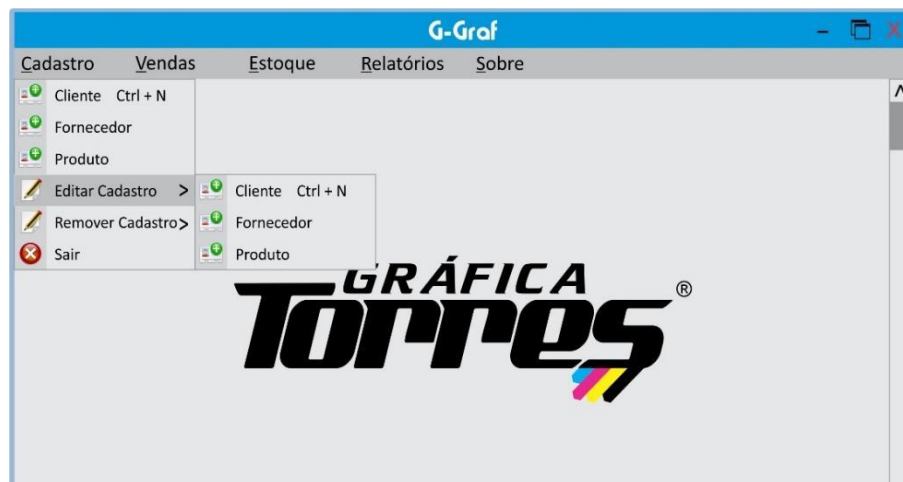 G-Graf
Cadastro Vendas Estoque Relatórios Sobre
Cliente Ctrl + N
Fornecedor
Produto
Editar Cadastro >
Cliente Ctrl + N
Remover Cadastro >
Fornecedor
Sair
Produto
GRÁFICA
Torres ®